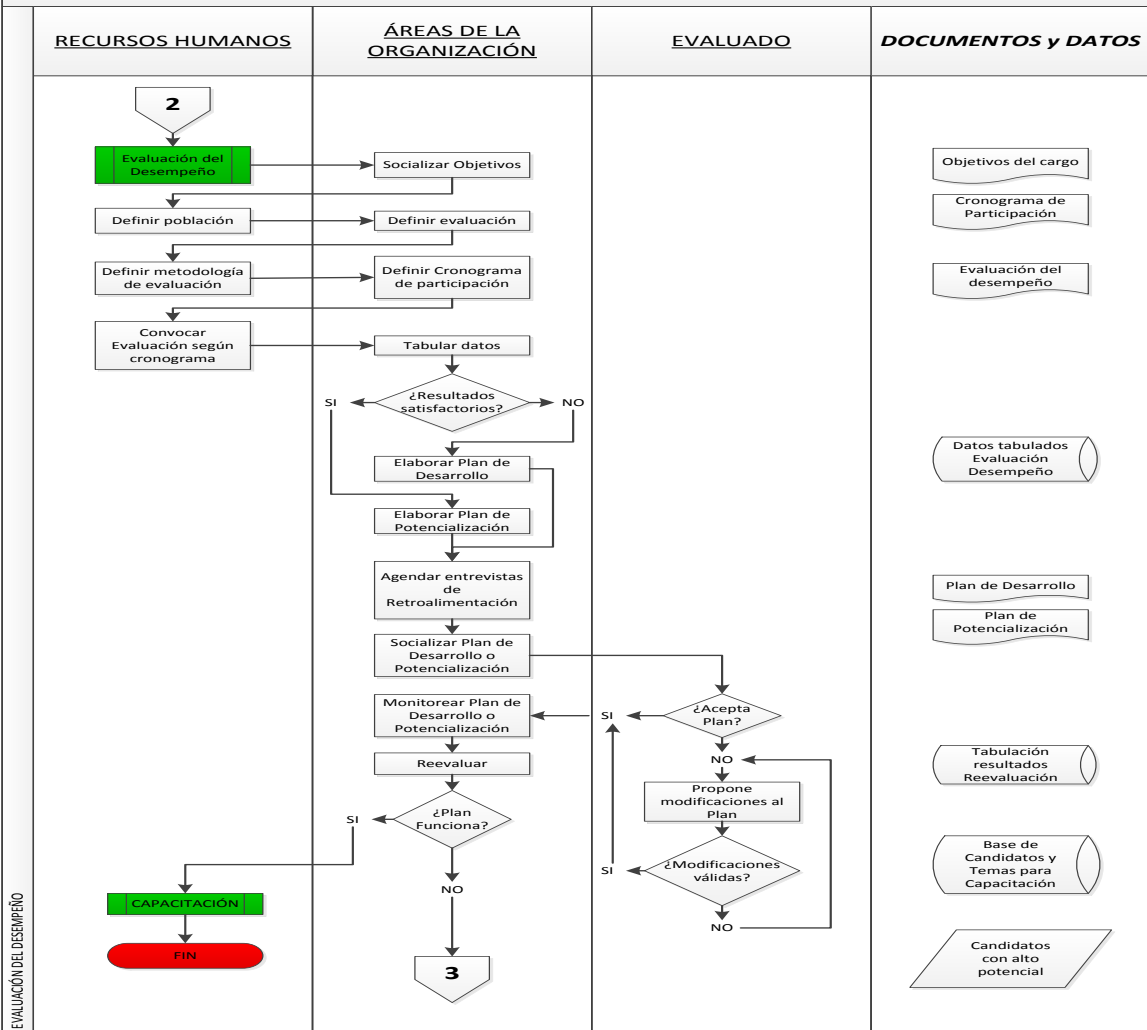 RECURSOS HUMANOS
ÁREAS DE LA
ORGANIZACIÓN
EVALUADO
DOCUMENTOS y DATOS
2
Evaluación del
Desempeño
Socializar Objetivos
Objetivos del cargo
Definir población
Definir evaluación
Cronograma de
Participación
Definir metodología
de evaluación
Definir Cronograma
de participación
Evaluación del
desempeño
Convocar
Evaluación según
cronograma
Tabular datos
¿Resultados
satisfactorios?
SI
NO
Elaborar Plan de
Desarrollo
Datos tabulados
Evaluación
Desempeño
Elaborar Plan de
Potencialización
Agendar entrevistas
de
Retroalimentación
Plan de Desarrollo
Plan de
Potencialización
Socializar Plan de
Desarrollo o
Potencialización
Monitorear Plan de
Desarrollo o
Potencialización
SI
¿Acepta
Plan?
NO
Reevaluar
Tabulación
resultados
Reevaluación
Propone
modificaciones al
Plan
¿Plan
Funciona?
SI
NO
¿Modificaciones
válidas?
SI
NO
Base de
Candidatos y
Temas para
Capacitación
CAPACITACIÓN
FIN
3
Candidatos
con alto
potencial
EVALUACIÓN DEL DESEMPEÑO